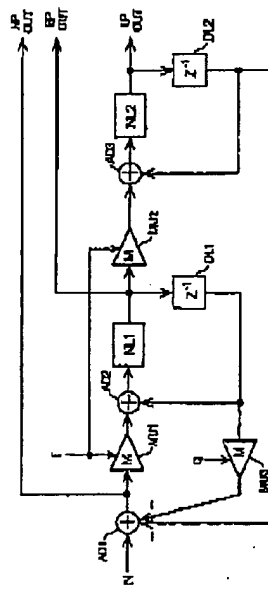 HP
OUT
BP
OUT
LP
OUT
DL2
Z⁻¹
NL2
AD3
MU2
M
DL1
Z⁻¹
NL1
AD2
F
M
MU1
M
Q
MU3
AD1
IN